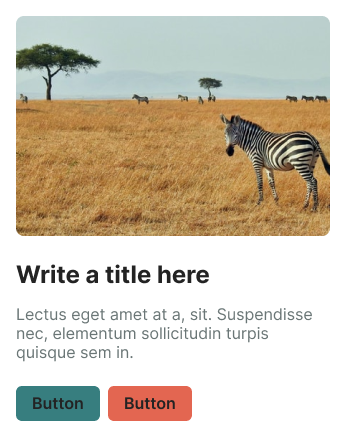 Write a title here
Lectus eget amet at a, sit. Suspendisse
nec, elementum sollicitudin turpis
quisque sem in.
Button Button